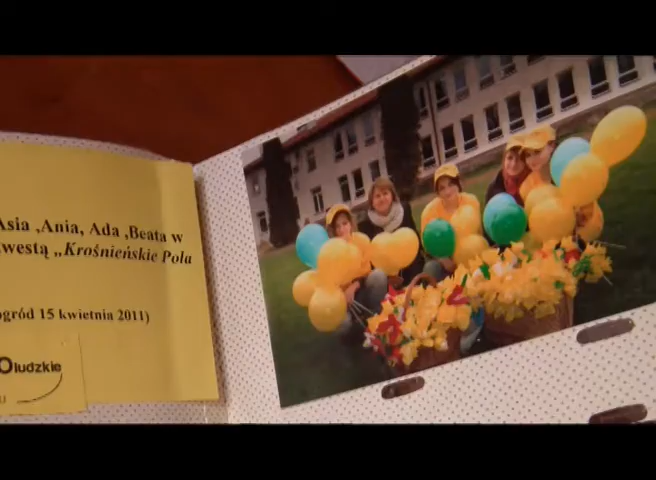 Asia ,Ania, Ada ,Beata w
westą „Krośnieńskie Pola
ogród 15 kwietnia 2011)
Oludzkie